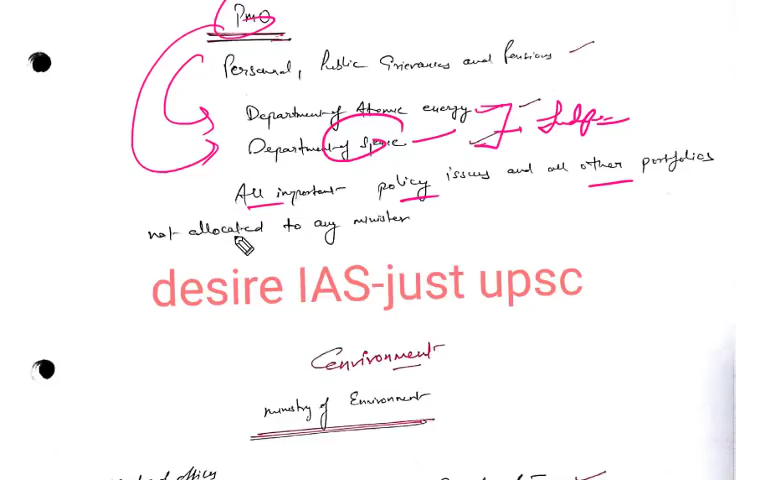 PMO
Personal, Public Grievances and Pensions
Department of Atomic energy
Department of Space
All important policy issues and all other portfolios
not allocated to any minister
desire IAS-just upsc
Environment
ministry of Environment
offices